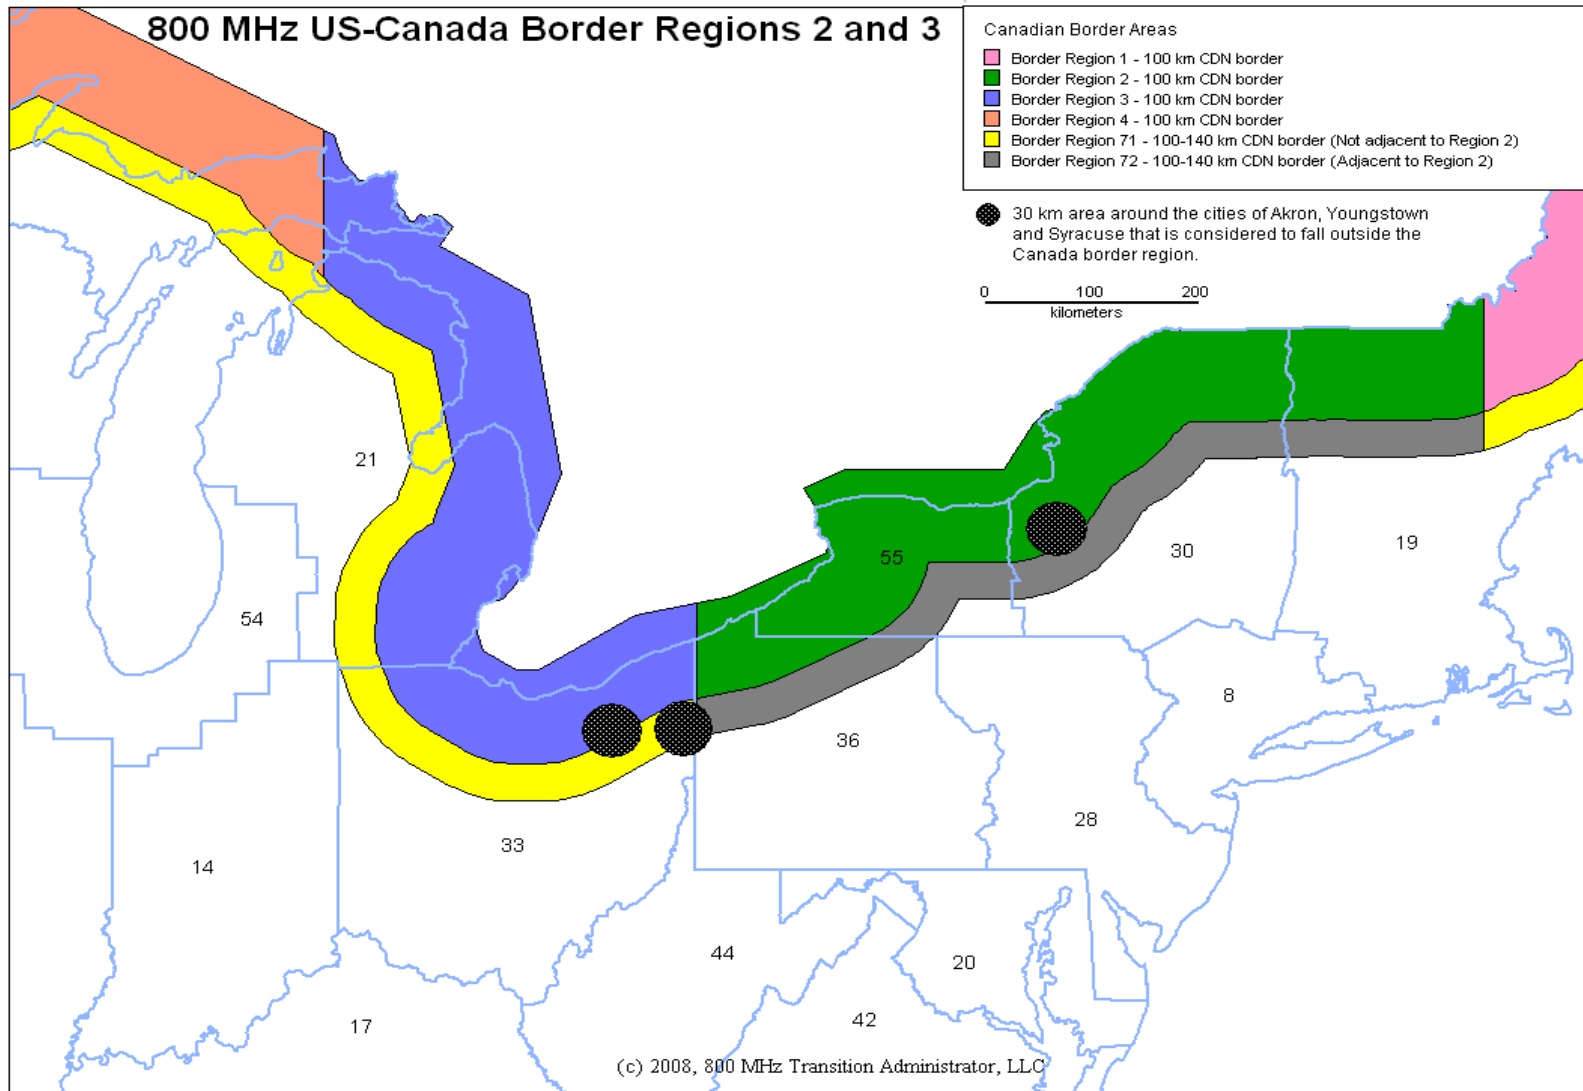 800 MHz US-Canada Border Regions 2 and 3
Canadian Border Areas
Border Region 1 - 100 km CDN border
Border Region 2 - 100 km CDN border
Border Region 3 - 100 km CDN border
Border Region 4 - 100 km CDN border
Border Region 71 - 100-140 km CDN border (Not adjacent to Region 2)
Border Region 72 - 100-140 km CDN border (Adjacent to Region 2)
30 km area around the cities of Akron, Youngstown
and Syracuse that is considered to fall outside the
Canada border region.
0 100 200
kilometers
21
55
30
19
54
8
36
28
33
14
44
20
17
42
(c) 2008, 800 MHz Transition Administrator, LLC